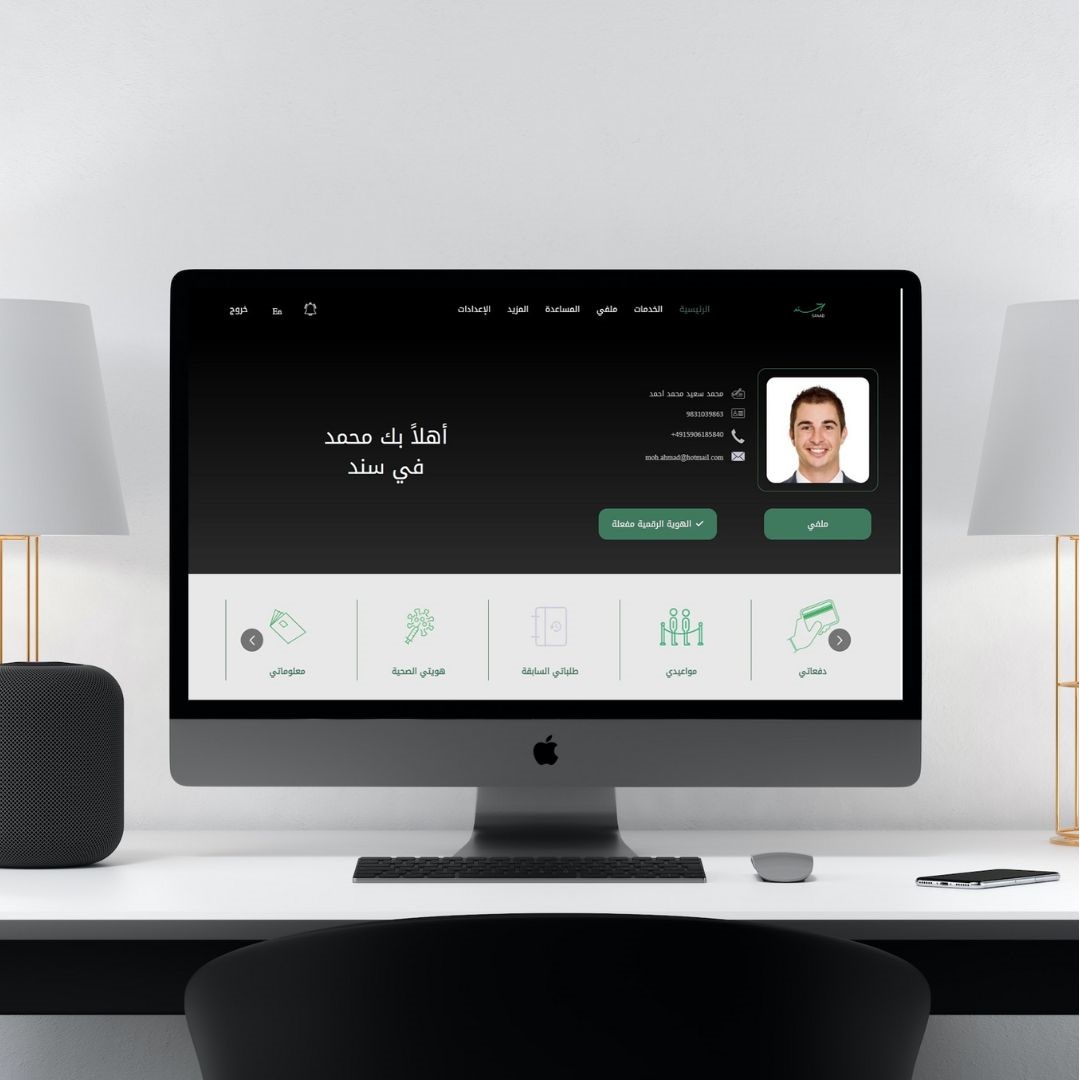 سند
SANAD
الرئيسية
الخدمات
ملفي
المساعدة
المزيد
الإعدادات
En
خروج
محمد سعيد محمد احمد
9831039863
+4915906185840
moh.ahmad@hotmail.com
ملفي
الهوية الرقمية مفعلة
أهلاً بك محمد
في سند
دفعاتي
مواعيدي
طلباتي السابقة
هويتي الصحية
معلوماتي